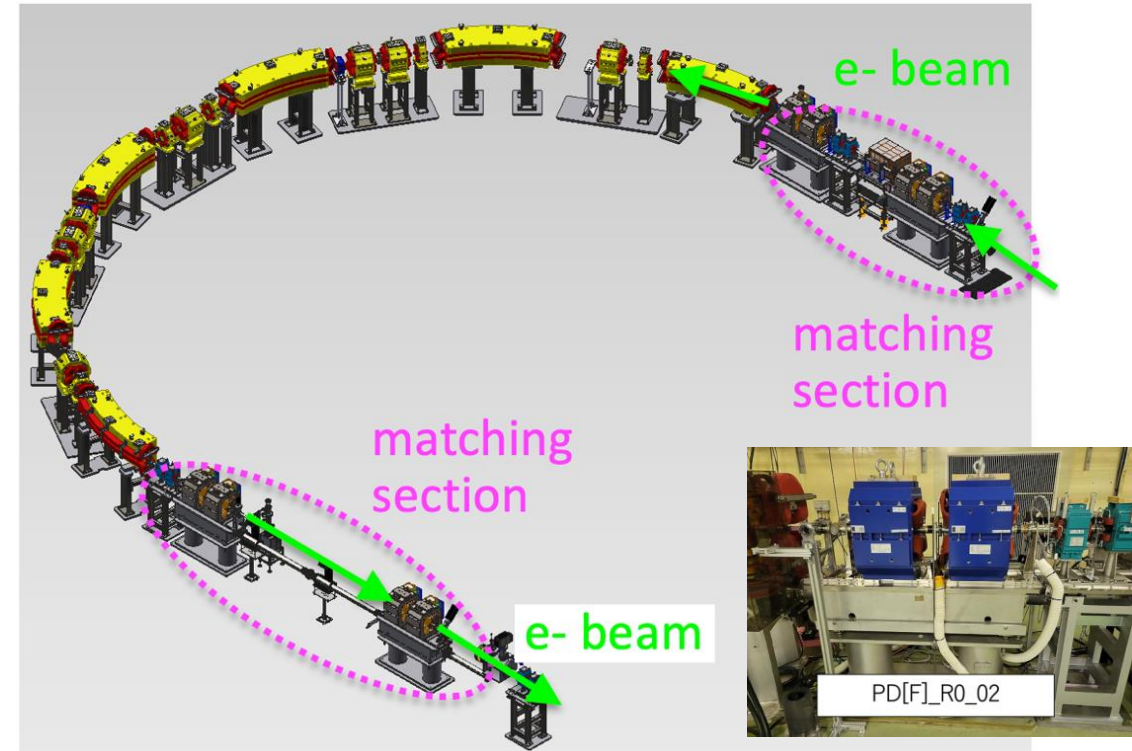 e- beam
matching
section
matching
section
e- beam
PD[F]_R0_02